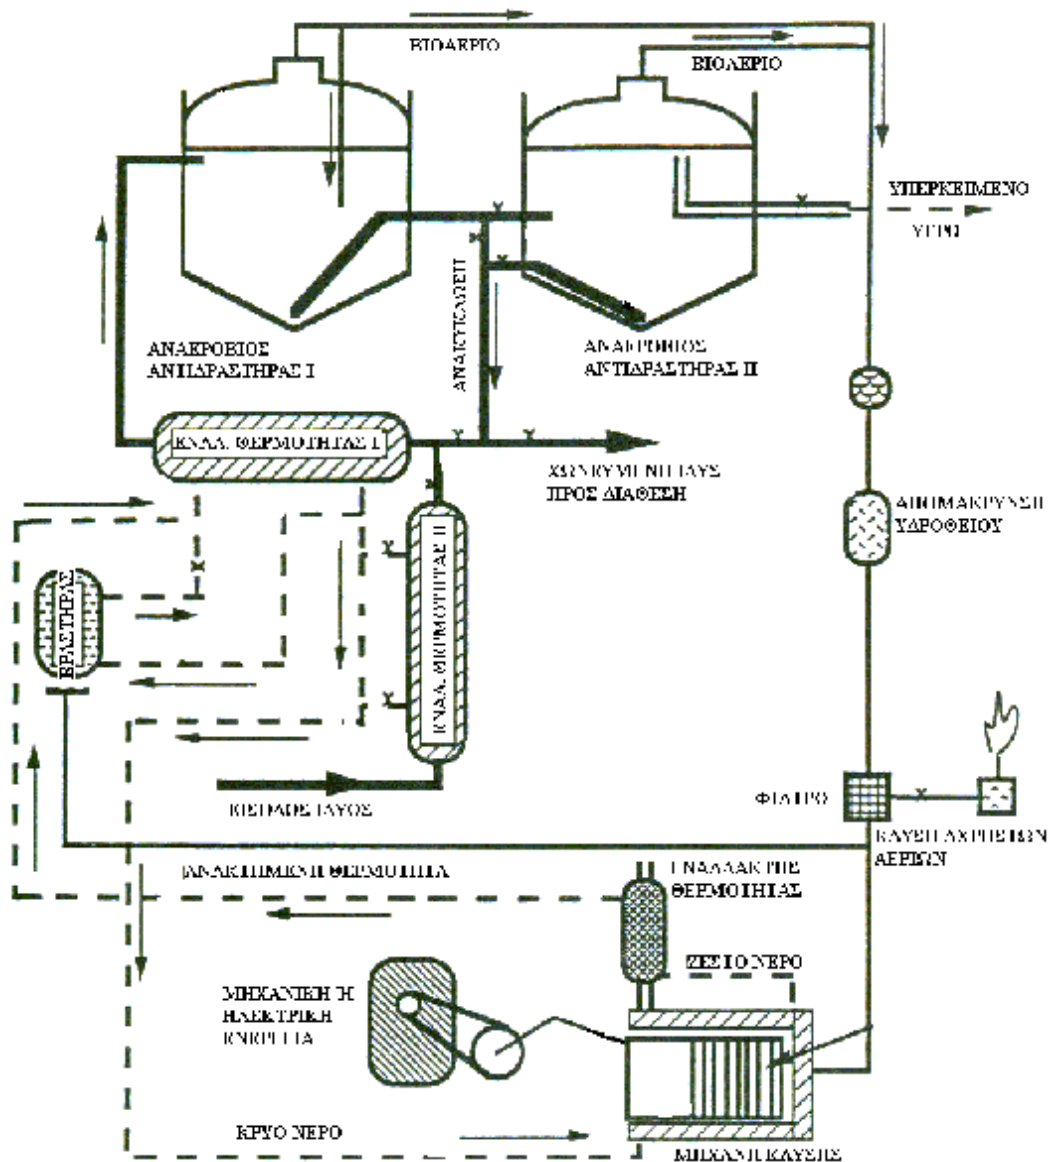 ΒΙΟΑΕΡΙΟ
ΒΙΟΑΕΡΙΟ
ΥΠΕΡΚΕΙΜΕΝΟ
ΥΓΡΟ
ΑΝΑΚΥΚΛΩΣΗ
ΑΝΑΕΡΟΒΙΟΣ
ΑΝΤΙΔΡΑΣΤΗΡΑΣ Ι
ΑΝΑΕΡΟΒΙΟΣ
ΑΝΤΙΔΡΑΣΤΗΡΑΣ ΙΙ
ΕΝΑΛ. ΘΕΡΜΟΤΗΤΑΣ Ι
ΧΩΝΕΥΜΕΝΗ ΙΛΥΣ
ΠΡΟΣ ΔΙΑΘΕΣΗ
ΑΠΟΜΑΚΡΥΝΣΗ
ΥΔΡΟΘΕΙΟΥ
ΒΡΑΣΤΗΡΑΣ
ΕΝΑΛ. ΘΕΡΜΟΤΗΤΑΣ ΙΙ
ΕΙΣΟΔΟΣ ΙΛΥΟΣ
ΦΙΛΤΡΟ
ΚΑΥΣΗ ΑΧΡΗΣΤΩΝ
ΑΕΡΙΩΝ
ΑΝΑΚΤΗΜΕΝΗ ΘΕΡΜΟΤΗΤΑ
ΕΝΑΛΛΑΚΤΗΣ
ΘΕΡΜΟΤΗΤΑΣ
ΖΕΣΤΟ ΝΕΡΟ
ΜΗΧΑΝΙΚΗ Ή
ΗΛΕΚΤΡΙΚΗ
ΕΝΕΡΓΕΙΑ
ΚΡΥΟ ΝΕΡΟ
ΜΗΧΑΝΗ ΚΑΥΣΗΣ